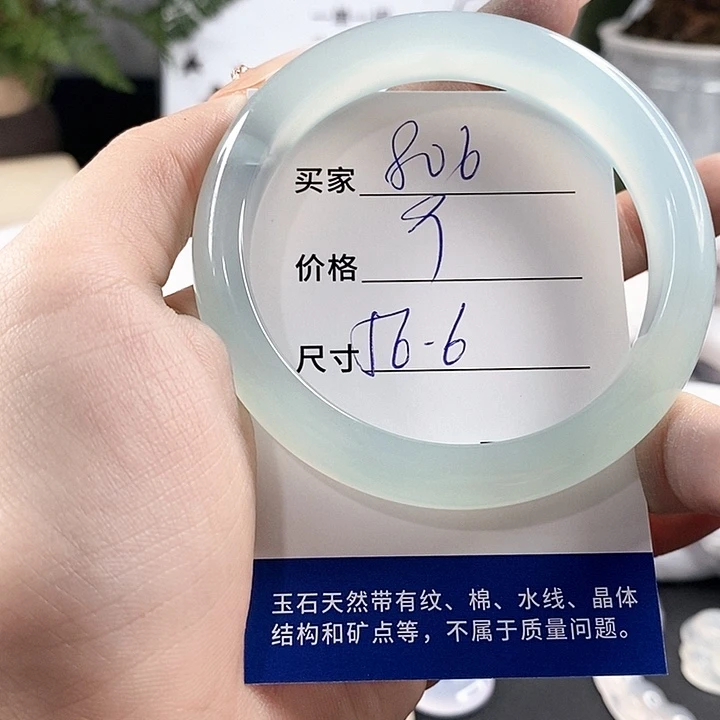 买家 806
价格
尺寸 56-6
玉石天然带有纹、棉、水线、晶体
结构和矿点等，不属于质量问题。